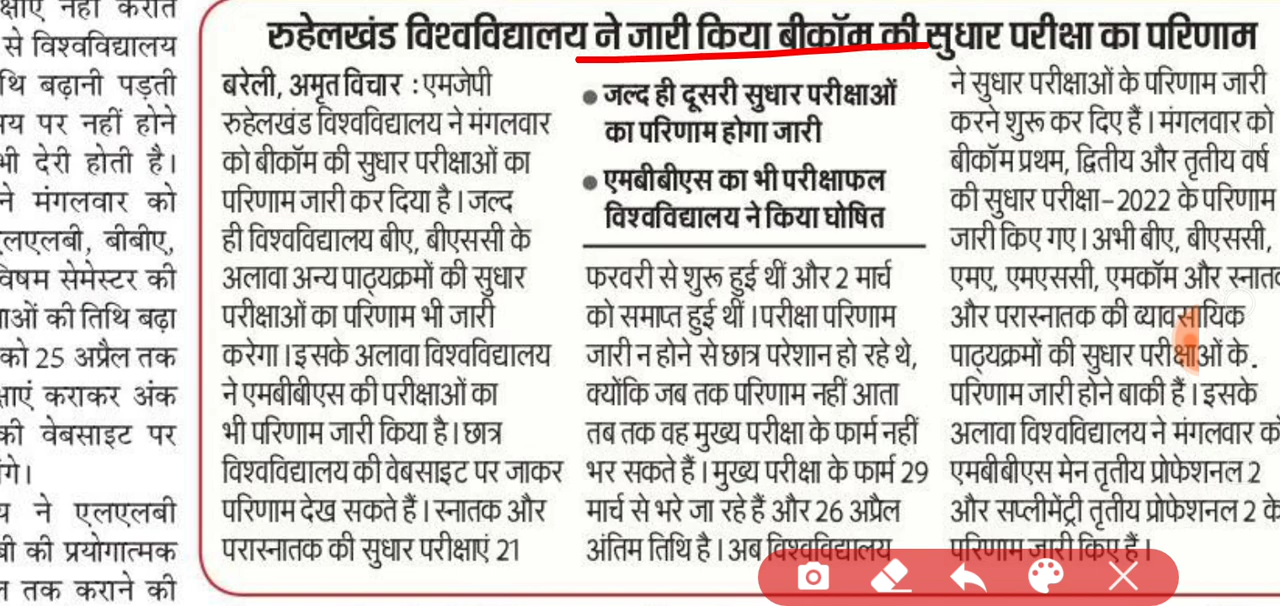 नहीं कराते
से विश्वविद्यालय
बढ़ानी पड़ती
पर नहीं होने
भी देरी होती है।
ने मंगलवार को
बीबीए,
विषम सेमेस्टर की
की तिथि बढ़ा
को 25 अप्रैल तक
कराकर अंक
की वेबसाइट पर
ने एलएलबी
की प्रयोगात्मक
तक कराने की
रुहेलखंड विश्वविद्यालय ने जारी किया बीकॉम की सुधार परीक्षा का परिणाम
बरेली, अमृत विचार : एमजेपी
रुहेलखंड विश्वविद्यालय ने मंगलवार
को बीकॉम की सुधार परीक्षाओं का
परिणाम जारी कर दिया है। जल्द
ही विश्वविद्यालय बीए, बीएससी के
अलावा अन्य पाठ्यक्रमों की सुधार
परीक्षाओं का परिणाम भी जारी
करेगा। इसके अलावा विश्वविद्यालय
ने एमबीबीएस की परीक्षाओं का
भी परिणाम जारी किया है। छात्र
विश्वविद्यालय की वेबसाइट पर जाकर
परिणाम देख सकते हैं। स्नातक और
परास्नातक की सुधार परीक्षाएं 21
• जल्द ही दूसरी सुधार परीक्षाओं
का परिणाम होगा जारी
• एमबीबीएस का भी परीक्षाफल
विश्वविद्यालय ने किया घोषित
फरवरी से शुरू हुई थीं और 2 मार्च
को समाप्त हुई थीं। परीक्षा परिणाम
जारी न होने से छात्र परेशान हो रहे थे,
क्योंकि जब तक परिणाम नहीं आता
तब तक वह मुख्य परीक्षा के फार्म नहीं
भर सकते हैं। मुख्य परीक्षा के फार्म 29
मार्च से भरे जा रहे हैं और 26 अप्रैल
अंतिम तिथि है। अब विश्वविद्यालय
ने सुधार परीक्षाओं के परिणाम जारी
करने शुरू कर दिए हैं। मंगलवार को
बीकॉम प्रथम, द्वितीय और तृतीय वर्ष
की सुधार परीक्षा-2022 के परिणाम
जारी किए गए। अभी बीए, बीएससी,
एमए, एमएससी, एमकॉम और स्नातक
और परास्नातक की व्यावसायिक
पाठ्यक्रमों की सुधार परीक्षाओं के.
परिणाम जारी होने बाकी हैं। इसके
अलावा विश्वविद्यालय ने मंगलवार को
एमबीबीएस मेन तृतीय प्रोफेशनल 2
और सप्लीमेंट्री तृतीय प्रोफेशनल 2 के
परिणाम जारी किए हैं।